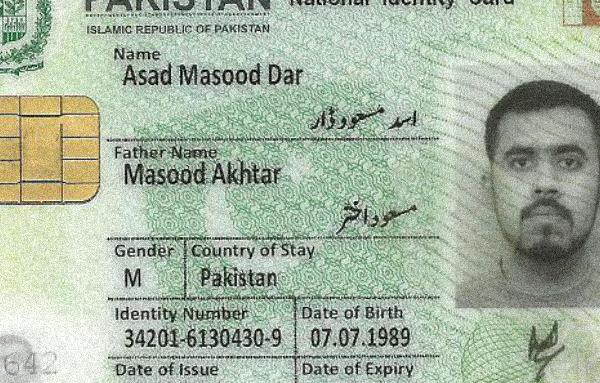 PAKISTAN National Identity Card
ISLAMIC REPUBLIC OF PAKISTAN
Name
Asad Masood Dar
اسد مسعود ڈار
Father Name
Masood Akhtar
مسعود اختر
Gender Country of Stay
M Pakistan
Identity Number Date of Birth
34201-6130430-9 07.07.1989
Date of Issue Date of Expiry
642